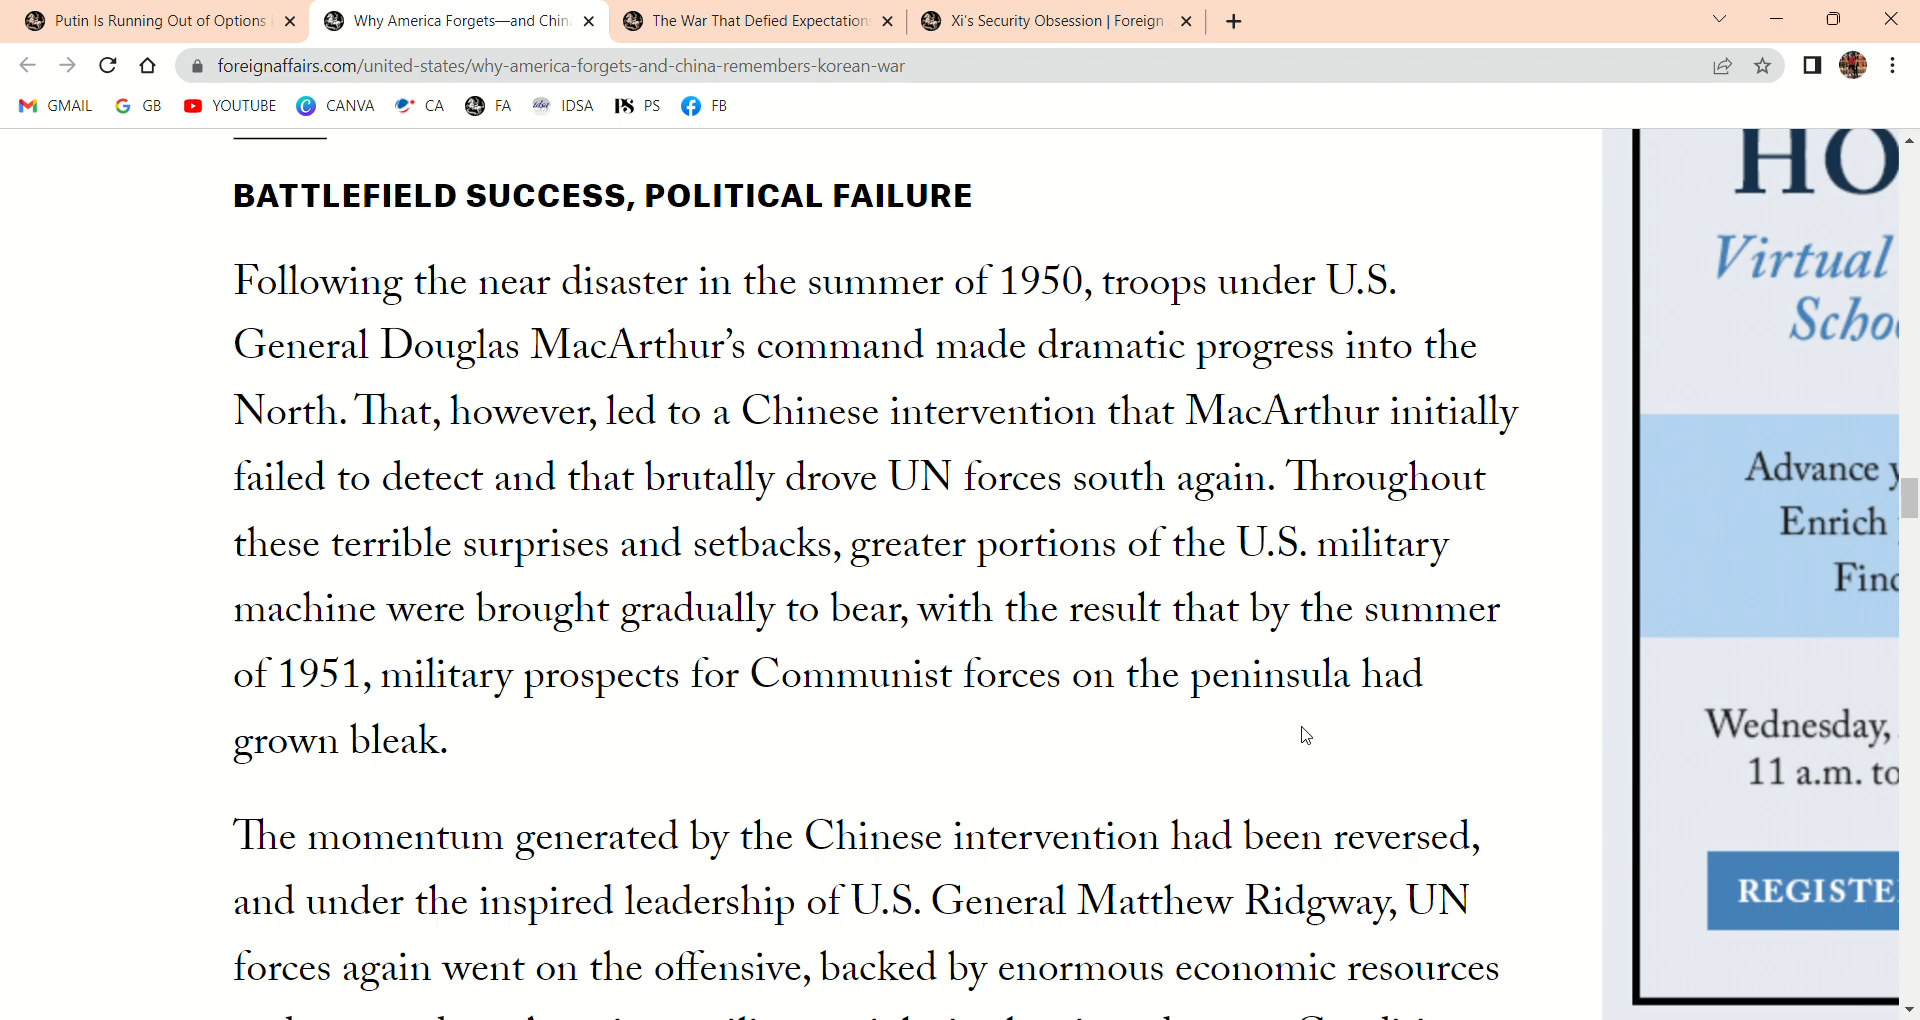 Putin Is Running Out of Options
Why America Forgets—and Chin
The War That Defied Expectation
Xi's Security Obsession | Foreign
foreignaffairs.com/united-states/why-america-forgets-and-china-remembers-korean-war
GMAIL
GB
YOUTUBE
CANVA
CA
FA
IDSA
PS
FB
BATTLEFIELD SUCCESS, POLITICAL FAILURE
Following the near disaster in the summer of 1950, troops under U.S.
General Douglas MacArthur’s command made dramatic progress into the
North. That, however, led to a Chinese intervention that MacArthur initially
failed to detect and that brutally drove UN forces south again. Throughout
these terrible surprises and setbacks, greater portions of the U.S. military
machine were brought gradually to bear, with the result that by the summer
of 1951, military prospects for Communist forces on the peninsula had
grown bleak.
The momentum generated by the Chinese intervention had been reversed,
and under the inspired leadership of U.S. General Matthew Ridgway, UN
forces again went on the offensive, backed by enormous economic resources
HO
Virtual
Schoo
Advance y
Enrich
Find
Wednesday,
11 a.m. to
REGISTE